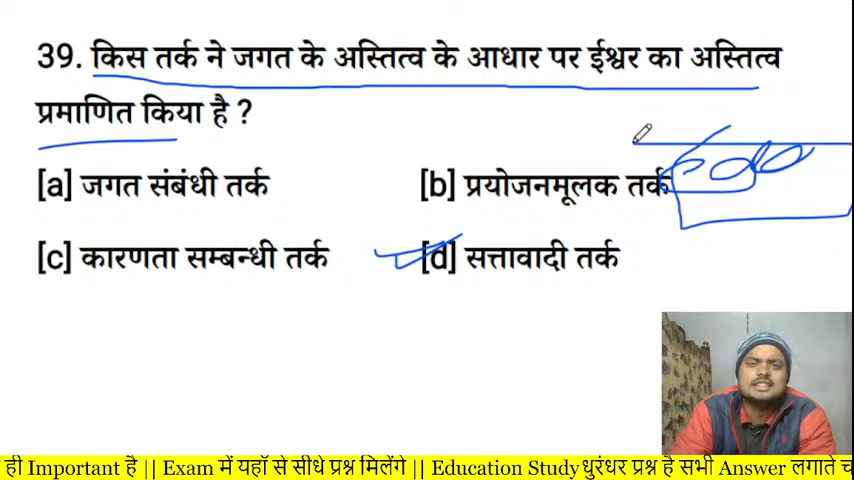 39. किस तर्क ने जगत के अस्तित्व के आधार पर ईश्वर का अस्तित्व
प्रमाणित किया है ?
[a] जगत संबंधी तर्क
[b] प्रयोजनमूलक तर्क
[c] कारणता सम्बन्धी तर्क
[d] सत्तावादी तर्क
ही Important है || Exam में यहाँ से सीधे प्रश्न मिलेंगे || Education Study धुरंधर प्रश्न है सभी Answer लगाते च